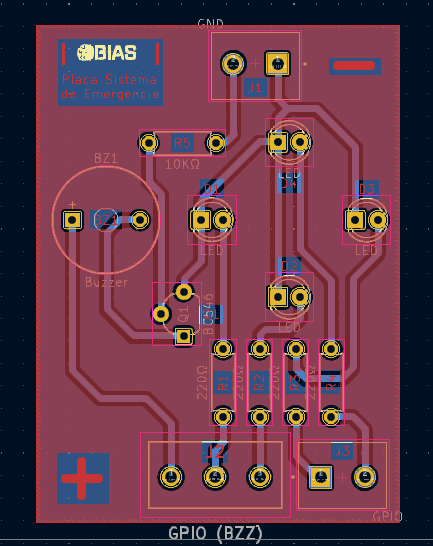 GND
BIAS
Placa Sistema
de Emergencia
J1
R5
10KΩ
BZ1
LED
D4
D1
D3
+
BZ1
LED
LED
D2
Buzzer
Q1
BC546
LED
220Ω
R1
220Ω
R2
220Ω
R3
220Ω
R4
J2
J3
GPIO
GPIO (BZZ)